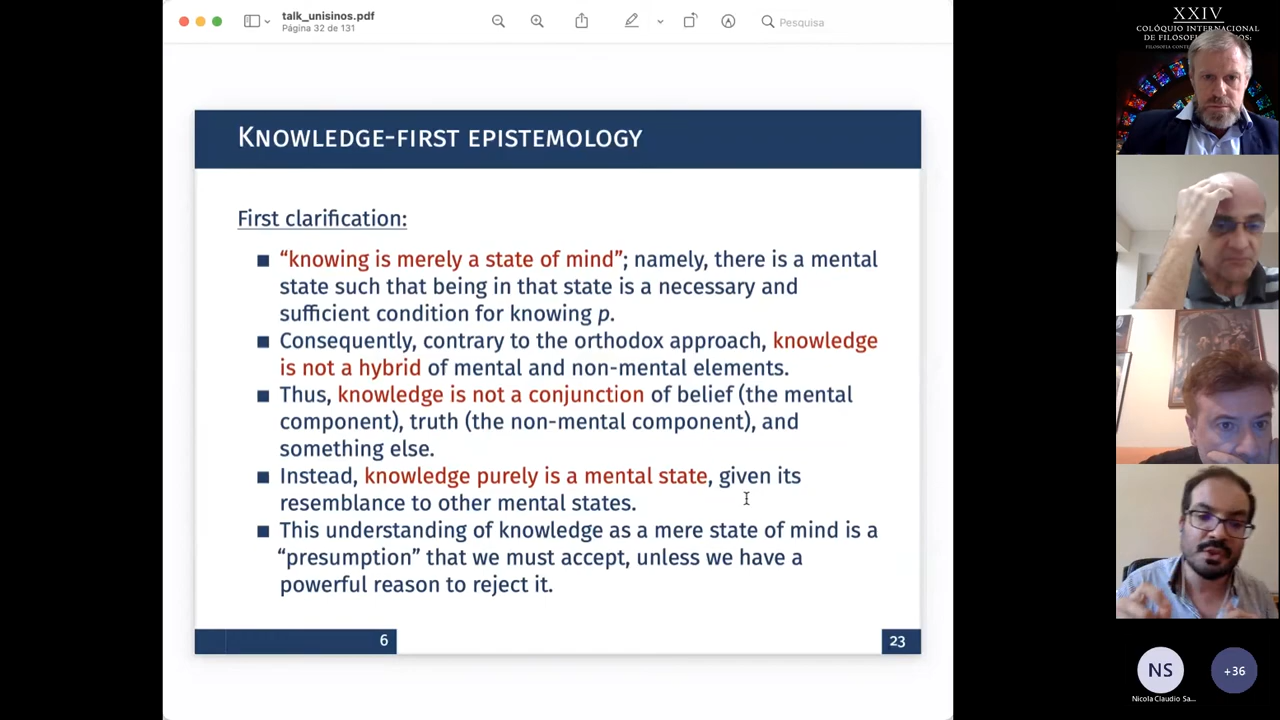 talk_unisinos.pdf
Página 32 de 131
Pesquisa
KNOWLEDGE-FIRST EPISTEMOLOGY
First clarification:
■ “knowing is merely a state of mind”; namely, there is a mental
state such that being in that state is a necessary and
sufficient condition for knowing p.
■ Consequently, contrary to the orthodox approach, knowledge
is not a hybrid of mental and non-mental elements.
■ Thus, knowledge is not a conjunction of belief (the mental
component), truth (the non-mental component), and
something else.
■ Instead, knowledge purely is a mental state, given its
resemblance to other mental states.
■ This understanding of knowledge as a mere state of mind is a
“presumption” that we must accept, unless we have a
powerful reason to reject it.
6
23
XXIV
COLÓQUIO INTERNACIONAL
DE FILOSOFIA
NS
Nicola Claudio Sa...
+36